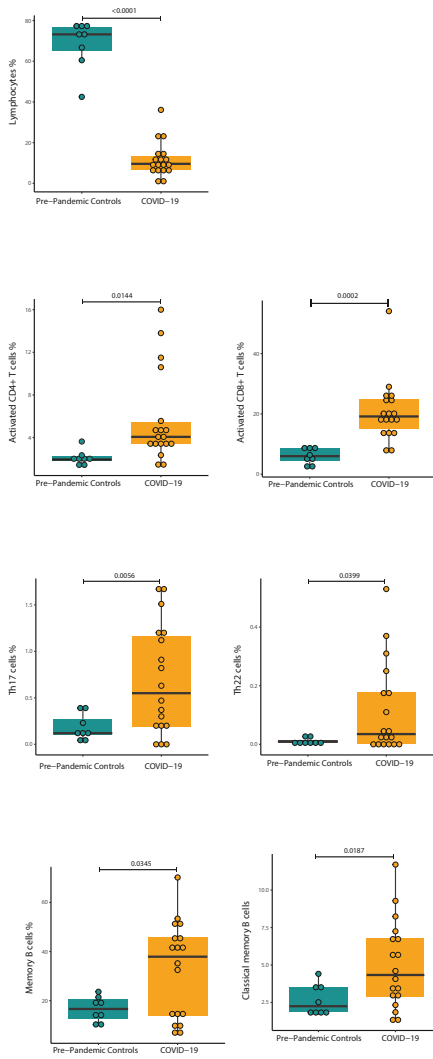 <0.0001
Lymphocytes %
80
60
40
20
0
Pre−Pandemic Controls COVID−19
0.0144
Activated CD4+ T cells %
16
12
8
4
Pre−Pandemic Controls COVID−19
0.0002
Activated CD8+ T cells %
40
20
0
Pre−Pandemic Controls COVID−19
0.0056
Th17 cells %
1.5
1.0
0.5
0.0
Pre−Pandemic Controls COVID−19
0.0399
Th22 cells %
0.4
0.2
0.0
Pre−Pandemic Controls COVID−19
0.0345
Memory B cells %
60
40
20
Pre−Pandemic Controls COVID−19
0.0187
Classical memory B cells
10.0
7.5
5.0
2.5
Pre−Pandemic Controls COVID−19